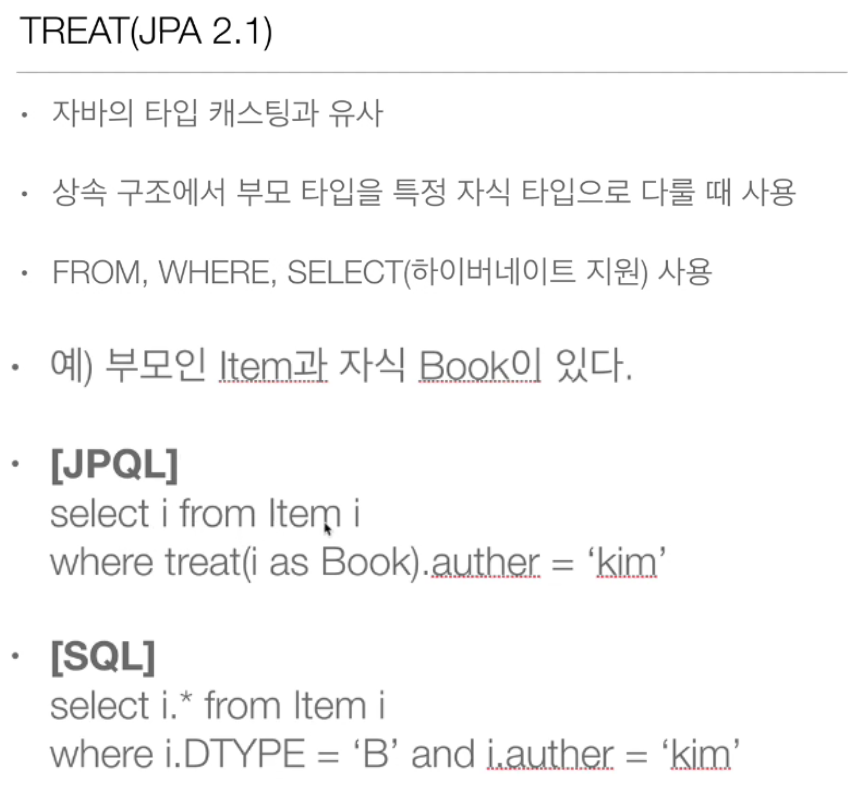 TREAT(JPA 2.1)
• 자바의 타입 캐스팅과 유사
• 상속 구조에서 부모 타입을 특정 자식 타입으로 다룰 때 사용
• FROM, WHERE, SELECT(하이버네이트 지원) 사용
• 예) 부모인 Item과 자식 Book이 있다.
• [JPQL]
select i from Item i
where treat(i as Book).auther = ‘kim’
• [SQL]
select i.* from Item i
where i.DTYPE = ‘B’ and i.auther = ‘kim’